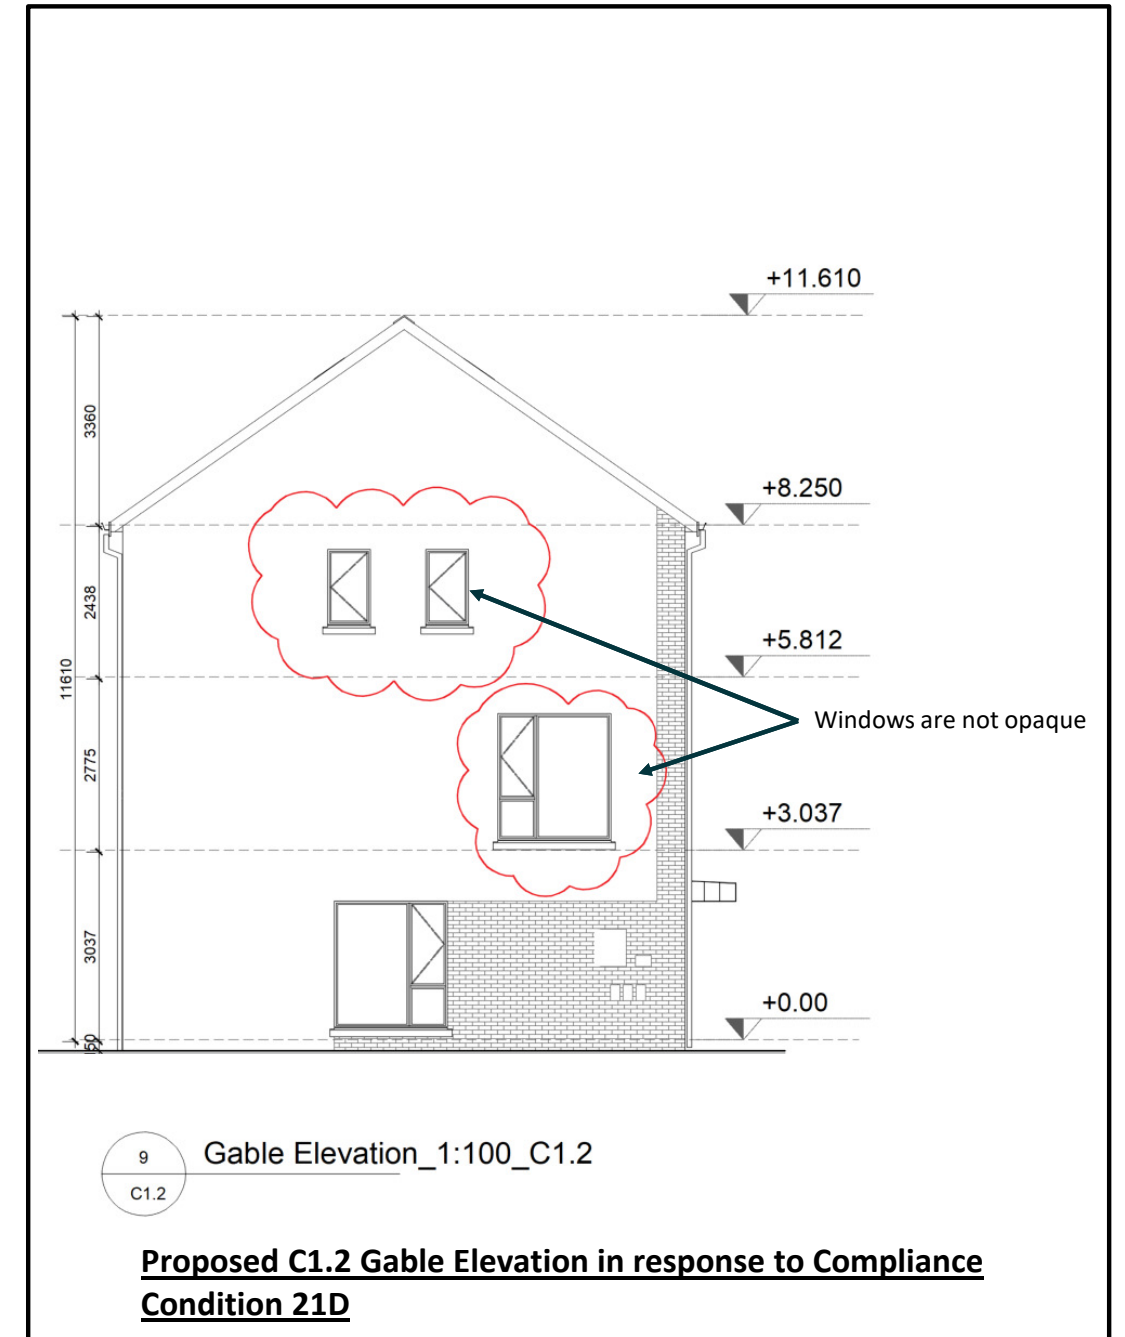 +11.610
3360
+8.250
2438
+5.812
11610
Windows are not opaque
2775
+3.037
3037
+0.00
150
9
Gable Elevation_1:100_C1.2
C1.2
Proposed C1.2 Gable Elevation in response to Compliance
Condition 21D